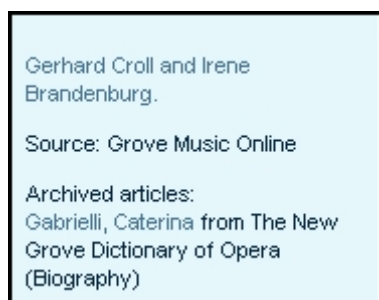 Gerhard Croll and Irene
Brandenburg.
Source: Grove Music Online
Archived articles:
Gabrielli, Caterina from The New
Grove Dictionary of Opera
(Biography)